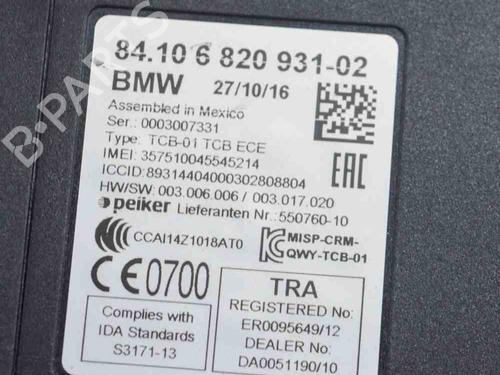 84.10 6 820 931-02
BMW 27/10/16
Assembled in Mexico
Ser.: 0003007331
Type: TCB-01 TCB ECE
IMEI: 357510045545214
ICCID: 89314404000302808804
HW/SW: 003.006.006 / 003.017.020
peiker Lieferanten Nr.: 550760-10
EAC
CCAI14Z1018AT0
MISP-CRM-
QWY-TCB-01
CE0700
Complies with
IDA Standards
S3171-13
TRA
REGISTERED No:
ER0095649/12
DEALER No:
DA0051190/10
B-PARTS